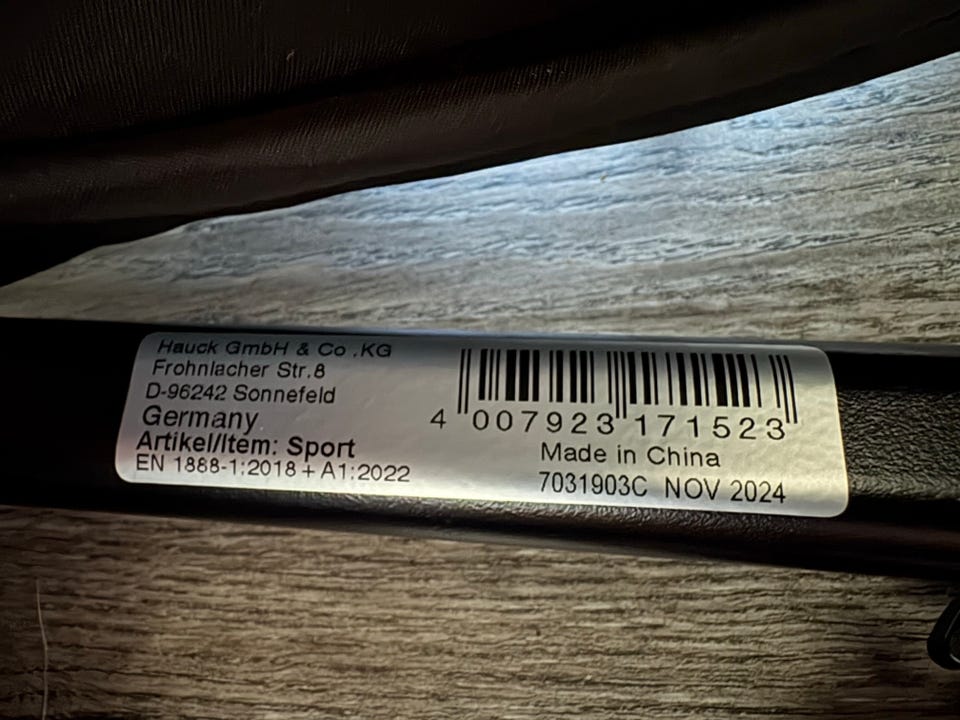 Hauck GmbH & Co .KG
Frohnlacher Str.8
D-96242 Sonnefeld
Germany
Artikel/Item: Sport
EN 1888-1:2018 + A1:2022
4 007923 171523
Made in China
7031903C NOV 2024